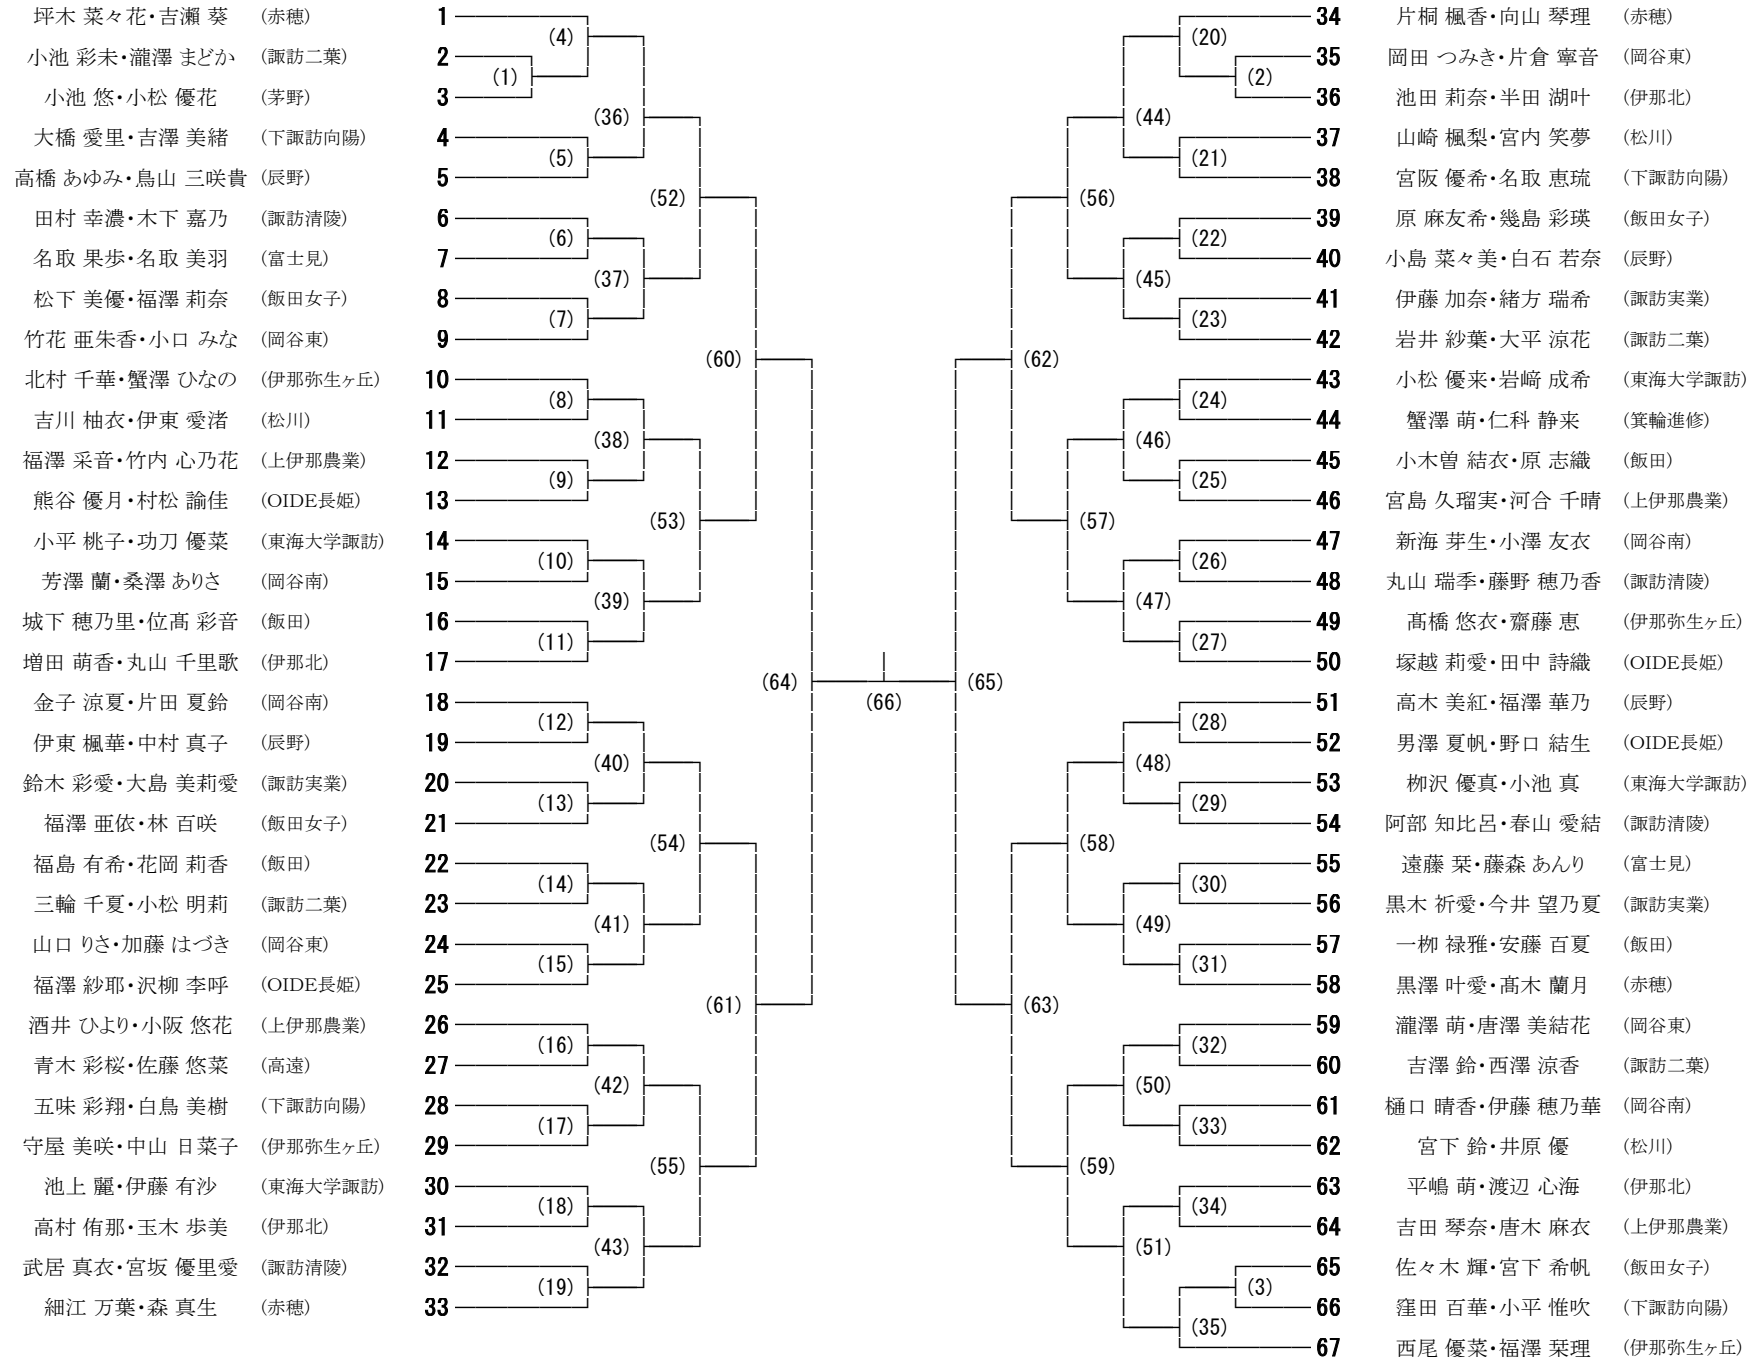 坪木 菜々花・吉瀨 葵 (赤穂) 1 34 片桐 楓香・向山 琴理 (赤穂)
(4) (20)
小池 彩未・瀧澤 まどか (諏訪二葉) 2 35 岡田 つみき・片倉 寧音 (岡谷東)
(1) (2)
小池 悠・小松 優花 (茅野) 3 36 池田 莉奈・半田 湖叶 (伊那北)
(36) (44)
大橋 愛里・吉澤 美緒 (下諏訪向陽) 4 37 山崎 楓梨・宮内 笑夢 (松川)
(5) (21)
高橋 あゆみ・鳥山 三咲貴 (辰野) 5 38 宮阪 優希・名取 恵琉 (下諏訪向陽)
(52) (56)
田村 幸濃・木下 嘉乃 (諏訪清陵) 6 39 原 麻友希・幾島 彩瑛 (飯田女子)
(6) (22)
名取 果歩・名取 美羽 (富士見) 7 40 小島 菜々美・白石 若奈 (辰野)
(37) (45)
松下 美優・福澤 莉奈 (飯田女子) 8 41 伊藤 加奈・緒方 瑞希 (諏訪実業)
(7) (23)
竹花 亜朱香・小口 みな (岡谷東) 9 42 岩井 紗葉・大平 涼花 (諏訪二葉)
(60) (62)
北村 千華・蟹澤 ひなの (伊那弥生ヶ丘) 10 43 小松 優来・岩﨑 成希 (東海大学諏訪)
(8) (24)
吉川 柚衣・伊東 愛渚 (松川) 11 44 蟹澤 萌・仁科 静来 (箕輪進修)
(38) (46)
福澤 采音・竹内 心乃花 (上伊那農業) 12 45 小木曽 結衣・原 志織 (飯田)
(9) (25)
熊谷 優月・村松 諭佳 (OIDE長姫) 13 46 宮島 久瑠実・河合 千晴 (上伊那農業)
(53) (57)
小平 桃子・功刀 優菜 (東海大学諏訪) 14 47 新海 芽生・小澤 友衣 (岡谷南)
(10) (26)
芳澤 蘭・桑澤 ありさ (岡谷南) 15 48 丸山 瑞季・藤野 穂乃香 (諏訪清陵)
(39) (47)
城下 穂乃里・位髙 彩音 (飯田) 16 49 髙橋 悠衣・齋藤 恵 (伊那弥生ヶ丘)
(11) (27)
増田 萌香・丸山 千里歌 (伊那北) 17 50 塚越 莉愛・田中 詩織 (OIDE長姫)
(64) (65)
金子 涼夏・片田 夏鈴 (岡谷南) 18 (66) 51 高木 美紅・福澤 華乃 (辰野)
(12) (28)
伊東 楓華・中村 真子 (辰野) 19 52 男澤 夏帆・野口 結生 (OIDE長姫)
(40) (48)
鈴木 彩愛・大島 美莉愛 (諏訪実業) 20 53 栁沢 優真・小池 真 (東海大学諏訪)
(13) (29)
福澤 亜依・林 百咲 (飯田女子) 21 54 阿部 知比呂・春山 愛結 (諏訪清陵)
(54) (58)
福島 有希・花岡 莉香 (飯田) 22 55 遠藤 栞・藤森 あんり (富士見)
(14) (30)
三輪 千夏・小松 明莉 (諏訪二葉) 23 56 黒木 祈愛・今井 望乃夏 (諏訪実業)
(41) (49)
山口 りさ・加藤 はづき (岡谷東) 24 57 一栁 禄雅・安藤 百夏 (飯田)
(15) (31)
福澤 紗耶・沢柳 李呼 (OIDE長姫) 25 58 黒澤 叶愛・髙木 蘭月 (赤穂)
(61) (63)
酒井 ひより・小阪 悠花 (上伊那農業) 26 59 瀧澤 萌・唐澤 美結花 (岡谷東)
(16) (32)
青木 彩桜・佐藤 悠菜 (高遠) 27 60 吉澤 鈴・西澤 涼香 (諏訪二葉)
(42) (50)
五味 彩翔・白鳥 美樹 (下諏訪向陽) 28 61 樋口 晴香・伊藤 穂乃華 (岡谷南)
(17) (33)
守屋 美咲・中山 日菜子 (伊那弥生ヶ丘) 29 62 宮下 鈴・井原 優 (松川)
(55) (59)
池上 麗・伊藤 有沙 (東海大学諏訪) 30 63 平嶋 萌・渡辺 心海 (伊那北)
(18) (34)
高村 侑那・玉木 歩美 (伊那北) 31 64 吉田 琴奈・唐木 麻衣 (上伊那農業)
(43) (51)
武居 真衣・宮坂 優里愛 (諏訪清陵) 32 65 佐々木 輝・宮下 希帆 (飯田女子)
(19) (3)
細江 万葉・森 真生 (赤穂) 33 66 窪田 百華・小平 惟吹 (下諏訪向陽)
(35)
67 西尾 優菜・福澤 栞理 (伊那弥生ヶ丘)